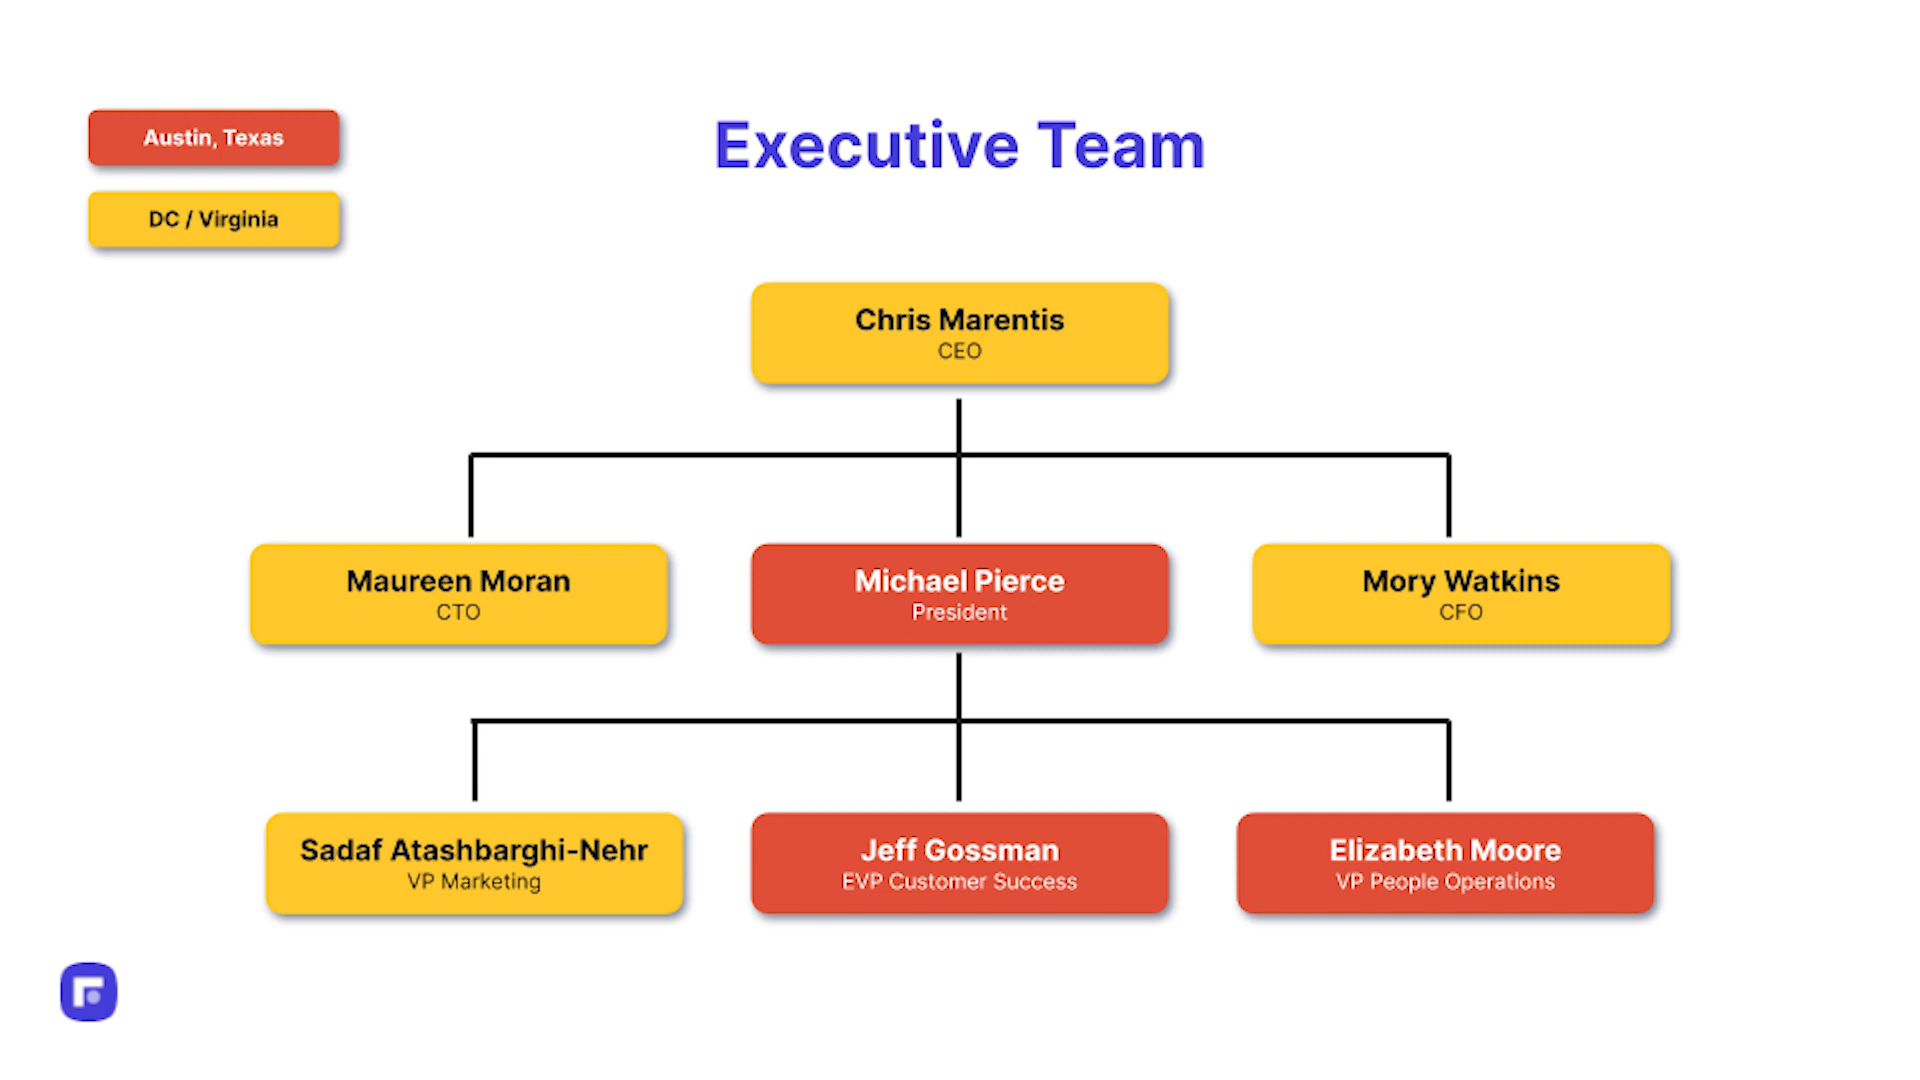 Austin, Texas
Executive Team
DC / Virginia
Chris Marentis
CEO
Maureen Moran
CTO
Michael Pierce
President
Mory Watkins
CFO
Sadaf Atashbarghi-Nehr
VP Marketing
Jeff Gossman
EVP Customer Success
Elizabeth Moore
VP People Operations